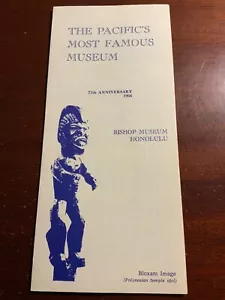 THE PACIFIC'S
MOST FAMOUS
MUSEUM
75th ANNIVERSARY
1964
BISHOP MUSEUM
HONOLULU
Bloxam Image
(Polynesian temple idol)